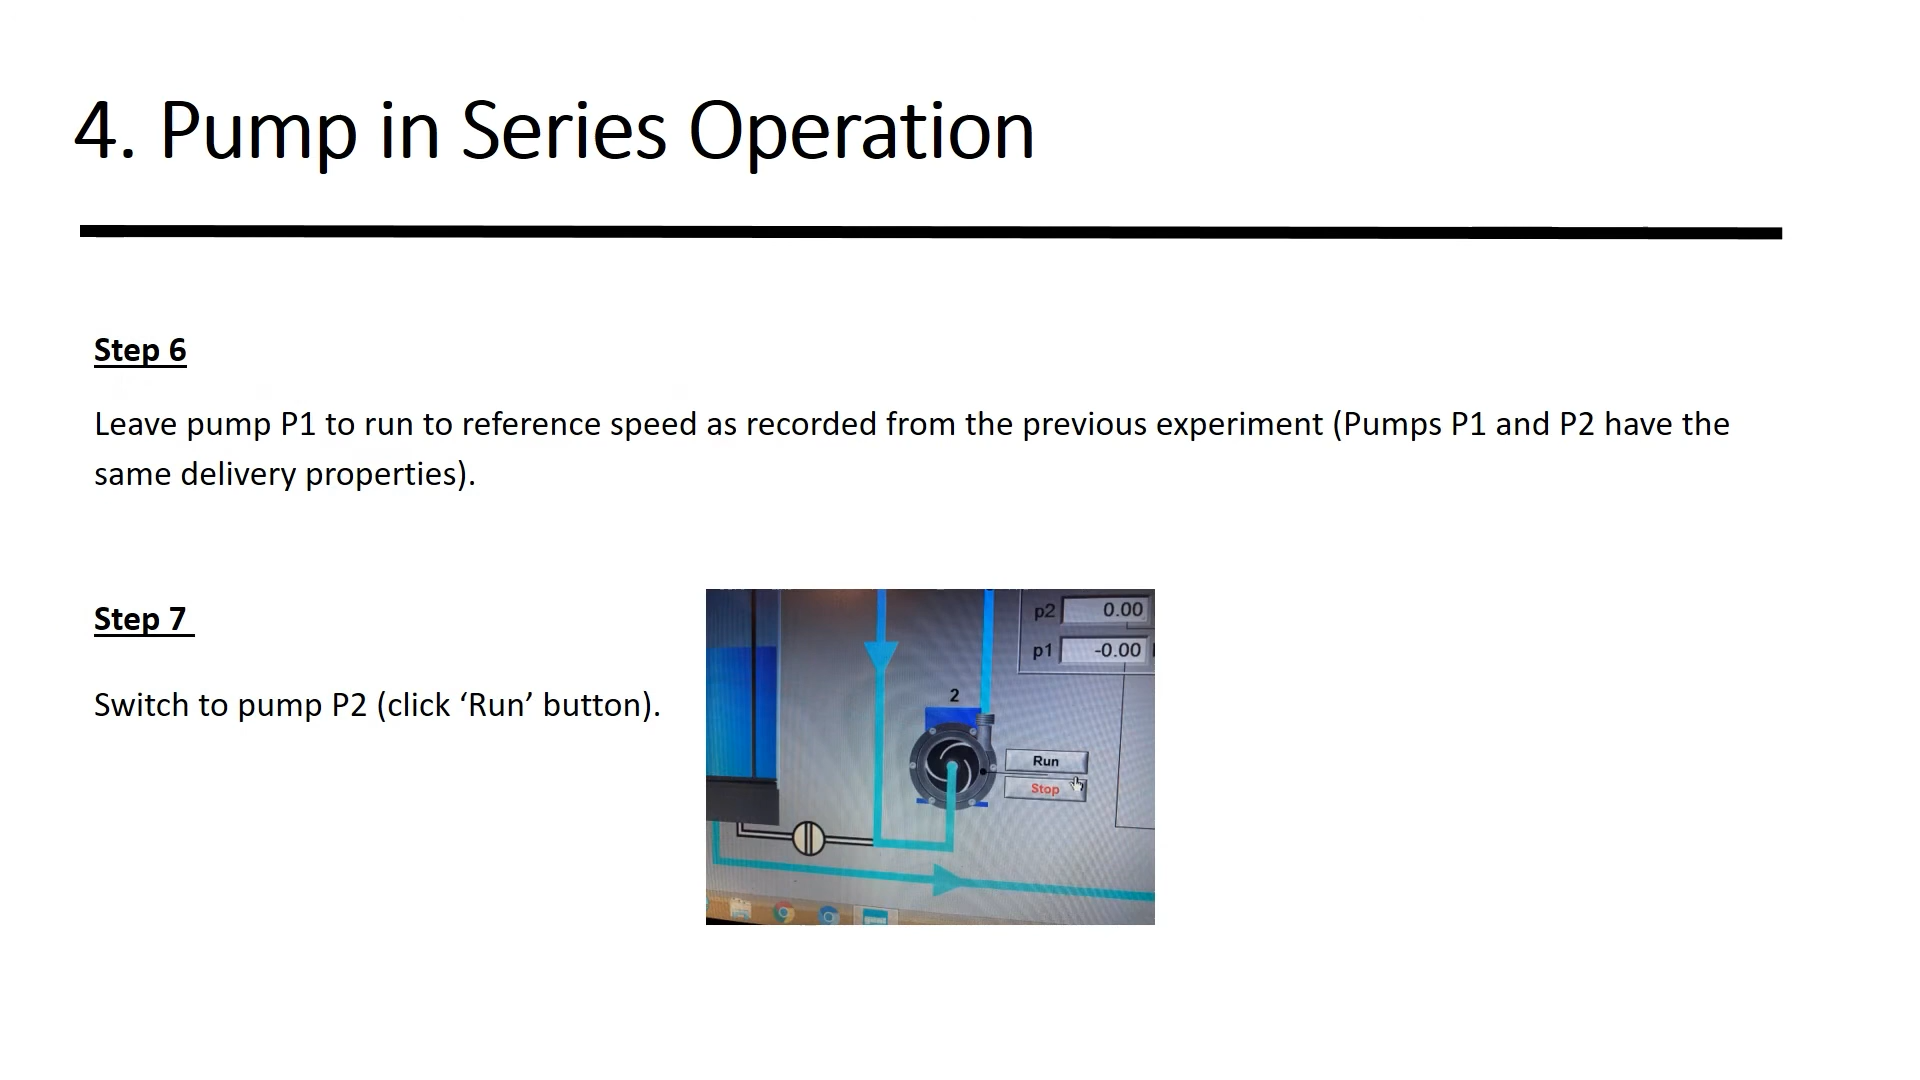 4. Pump in Series Operation
Step 6
Leave pump P1 to run to reference speed as recorded from the previous experiment (Pumps P1 and P2 have the
same delivery properties).
Step 7
Switch to pump P2 (click ‘Run’ button).
p2 0.00
p1 -0.00
2
Run
Stop